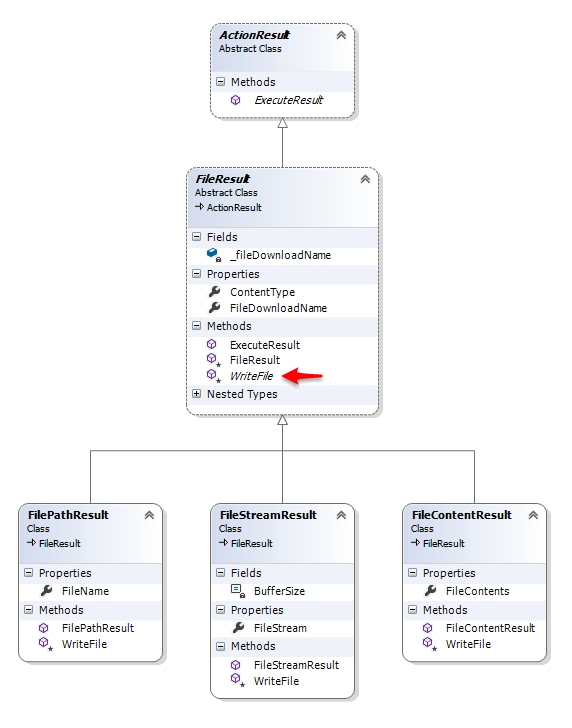 ActionResult
Abstract Class
Methods
ExecuteResult
FileResult
Abstract Class
ActionResult
Fields
_fileDownloadName
Properties
ContentType
FileDownloadName
Methods
ExecuteResult
FileResult
WriteFile
Nested Types
FilePathResult
Class
FileResult
Properties
FileName
Methods
FilePathResult
WriteFile
FileStreamResult
Class
FileResult
Fields
BufferSize
Properties
FileStream
Methods
FileStreamResult
WriteFile
FileContentResult
Class
FileResult
Properties
FileContents
Methods
FileContentResult
WriteFile